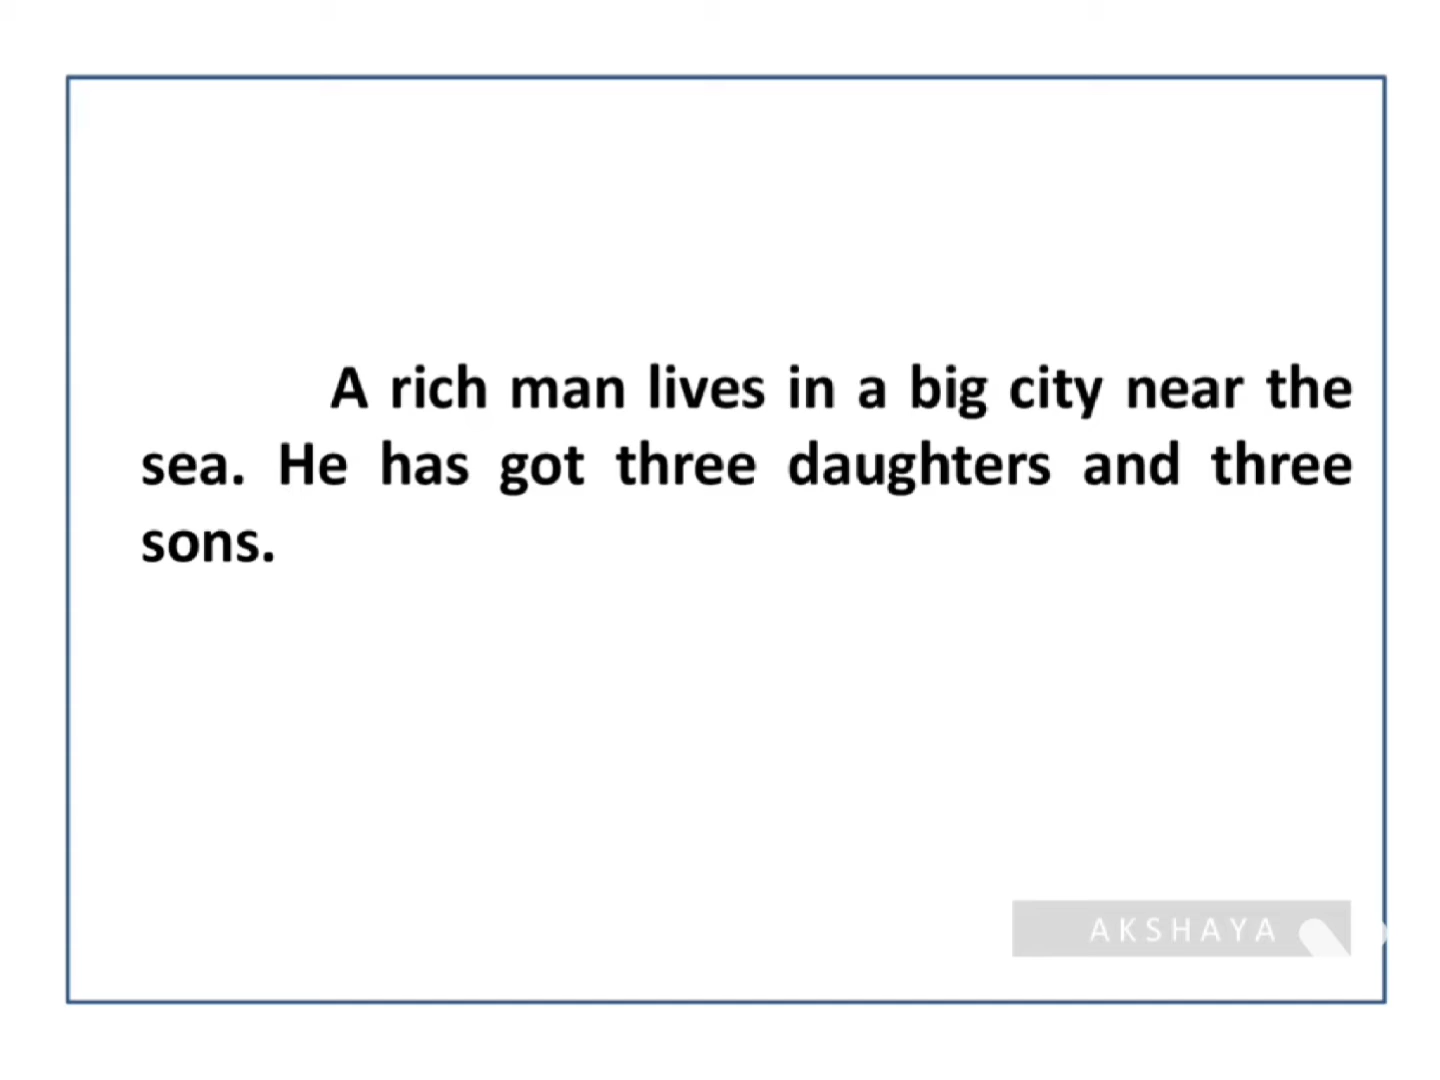 A rich man lives in a big city near the
sea. He has got three daughters and three
sons.
AKSHAYA